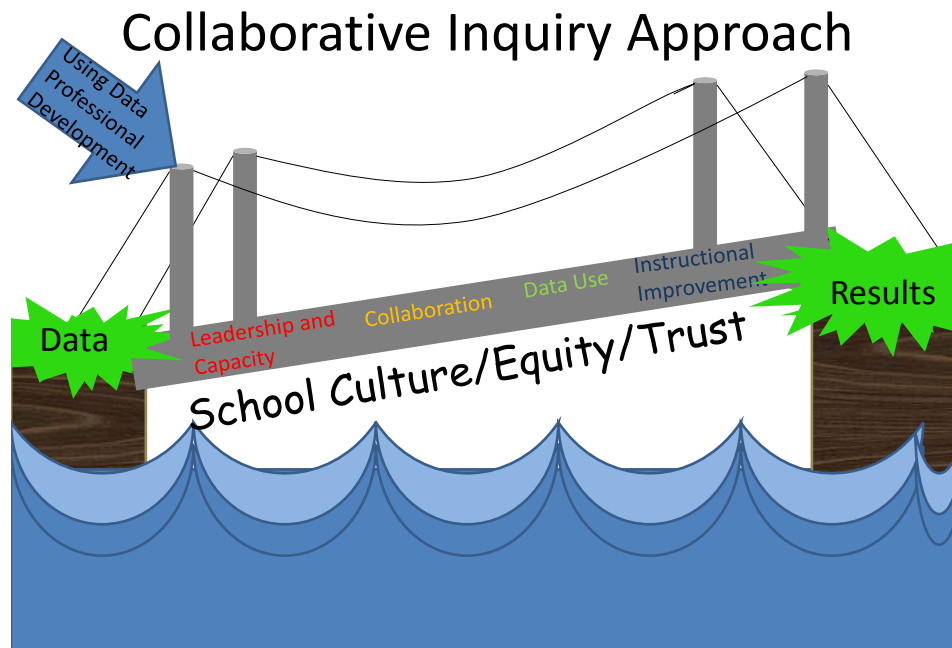 Collaborative Inquiry Approach
Using Data
Professional
Development
Data
Leadership and
Capacity
Collaboration
Data Use
Instructional
Improvement
Results
School Culture/Equity/Trust